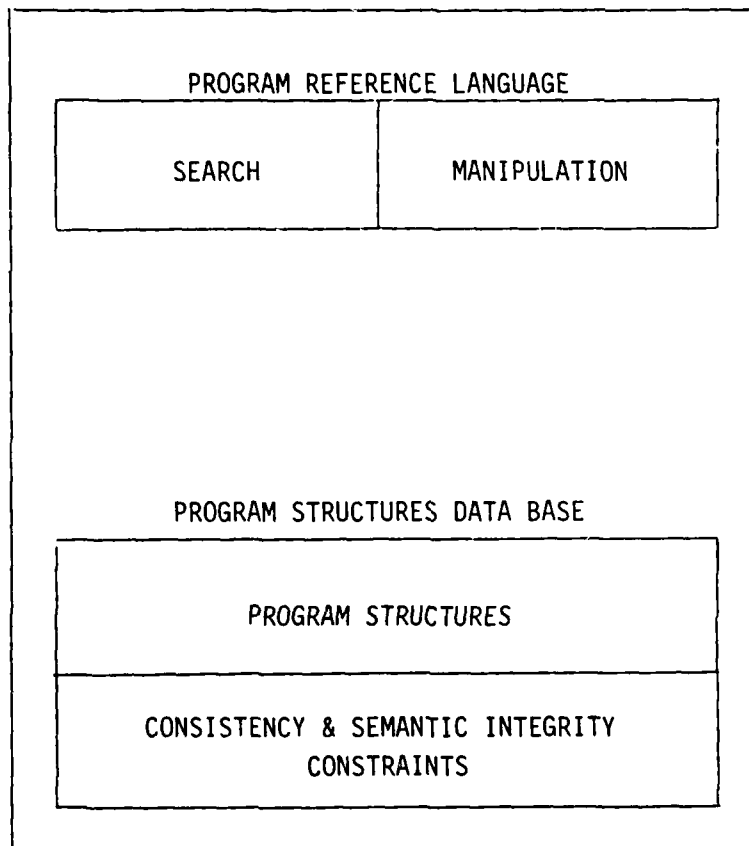 PROGRAM REFERENCE LANGUAGE
SEARCH MANIPULATION
PROGRAM STRUCTURES DATA BASE
PROGRAM STRUCTURES
CONSISTENCY & SEMANTIC INTEGRITY
CONSTRAINTS